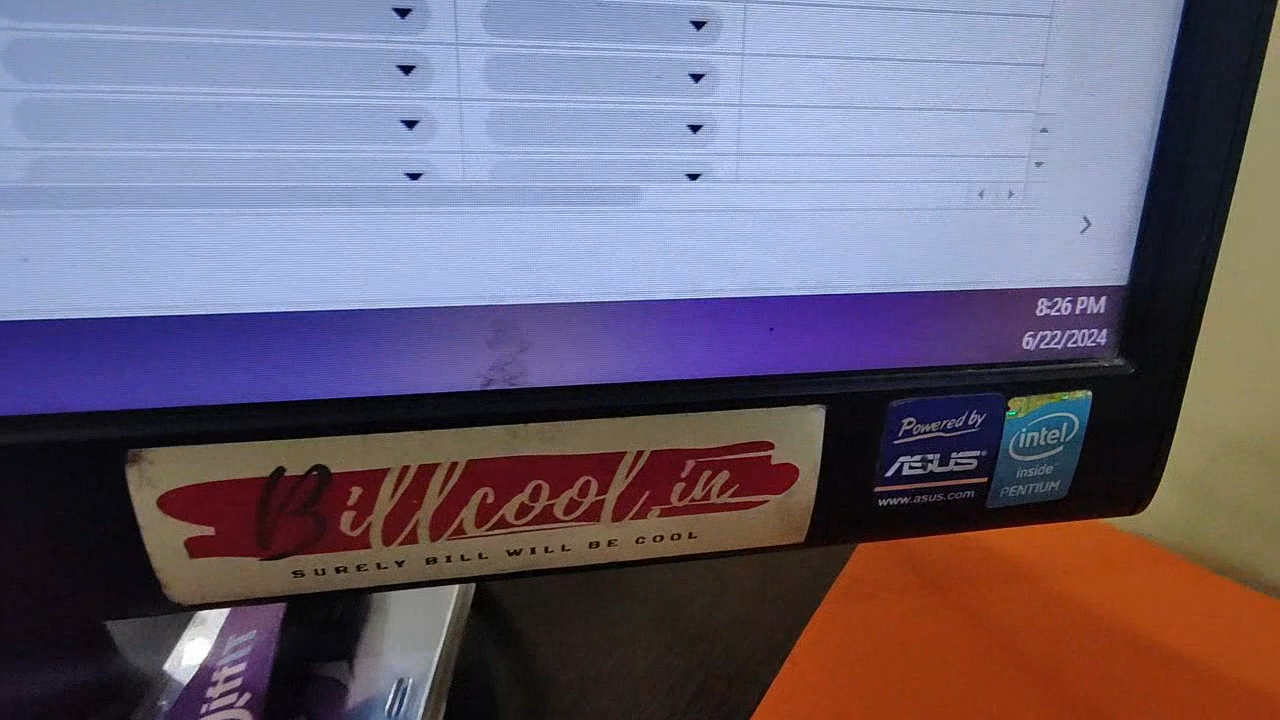 8:26 PM
6/22/2024
Billcool.in
SURELY BILL WILL BE COOL
Powered by
ASUS®
www.asus.com
intel
inside
PENTIUM